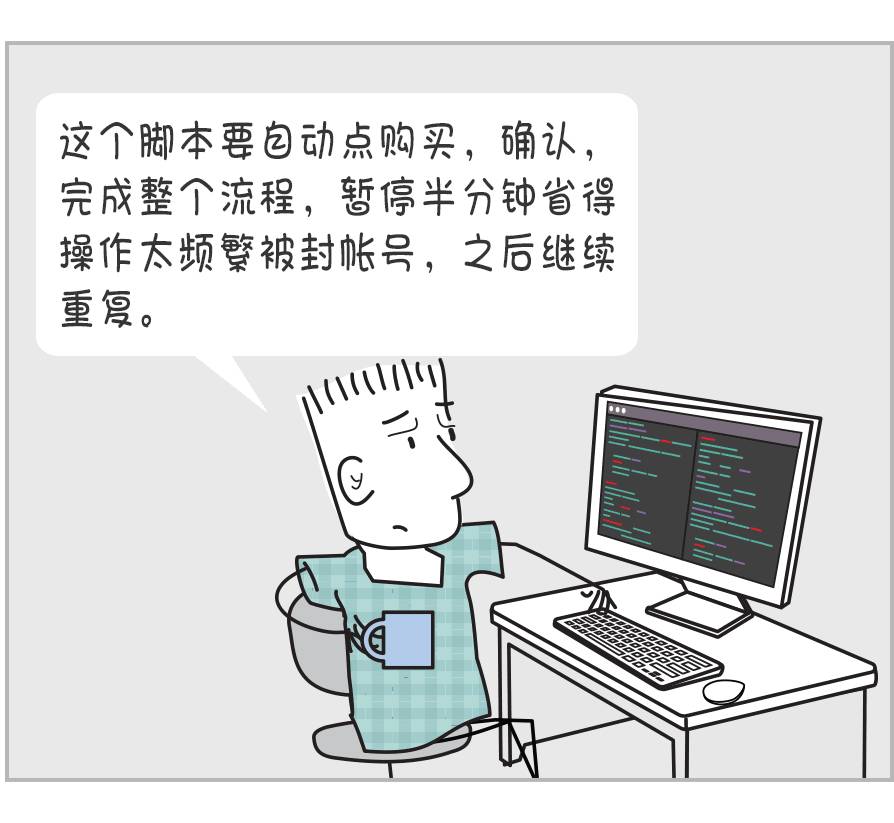 这个脚本要自动点购买，确认，
完成整个流程，暂停半分钟省得
操作太频繁被封帐号，之后继续
重复。